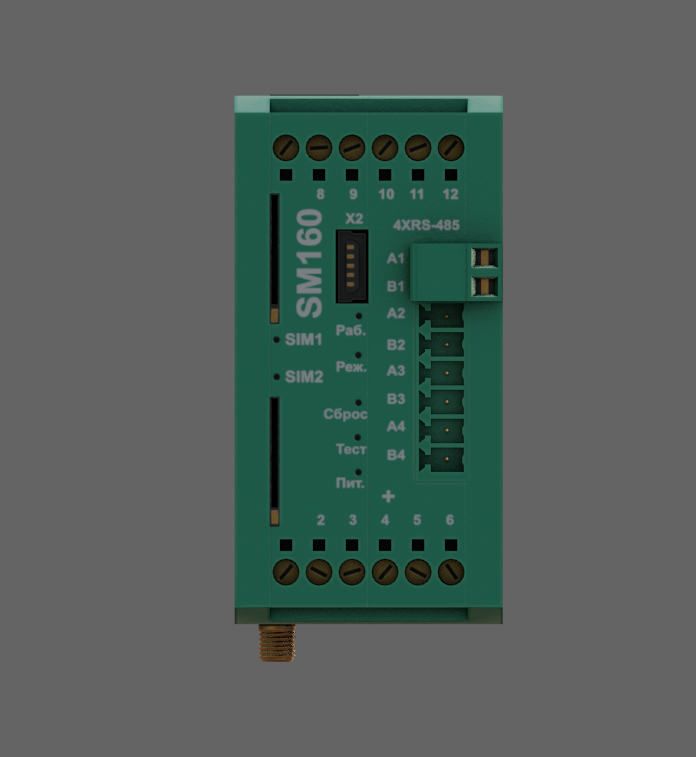 8 9 10 11 12
X2
4XRS-485
SM160
A1
B1
A2
Раб.
SIM1
B2
Реж.
A3
SIM2
B3
Сброс
A4
Тест
B4
Пит.
+
2 3 4 5 6